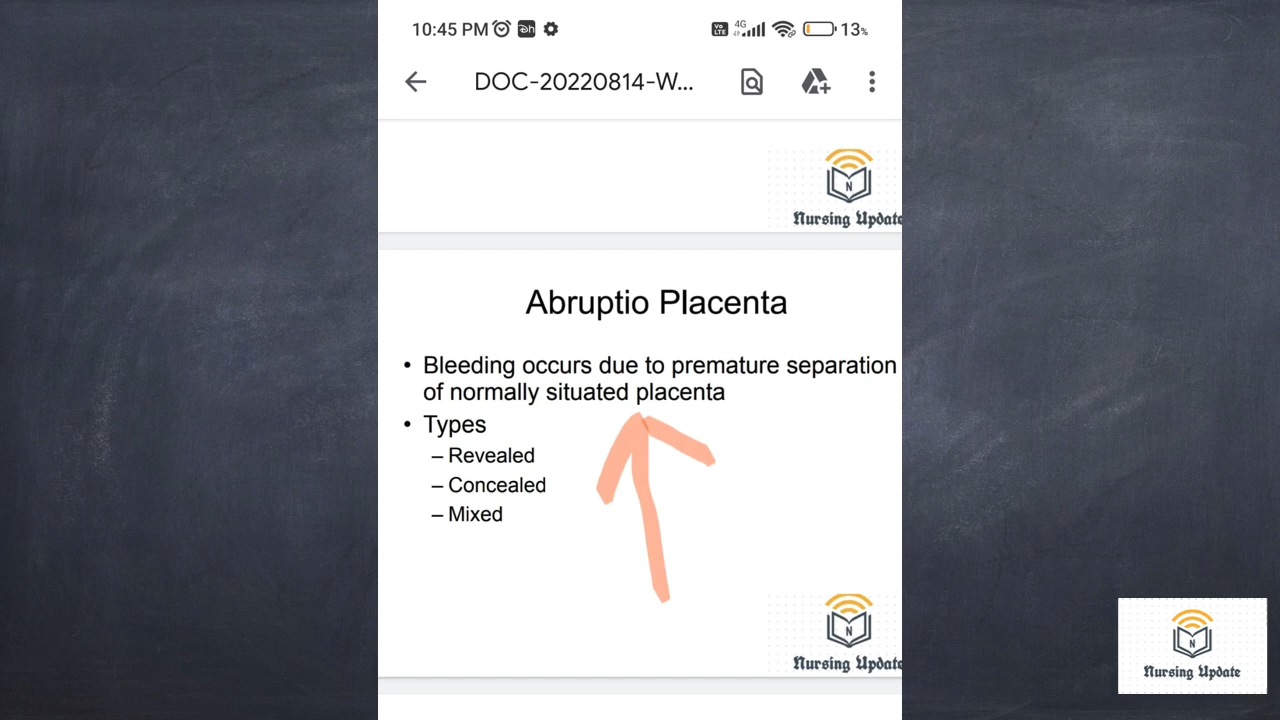 10:45 PM 13%
DOC-20220814-W...
Nursing Update
Abruptio Placenta
• Bleeding occurs due to premature separation
of normally situated placenta
• Types
– Revealed
– Concealed
– Mixed
Nursing Update
Nursing Update